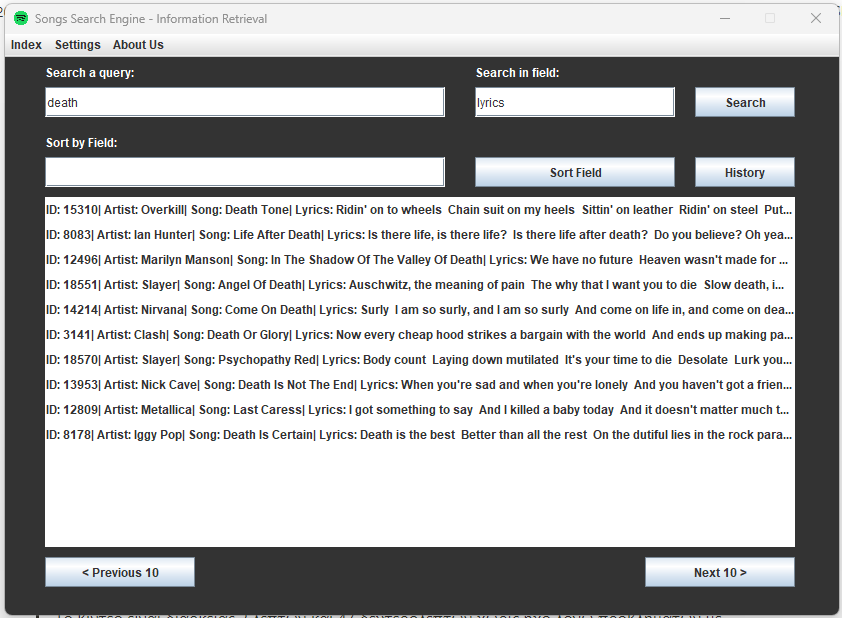 Songs Search Engine - Information Retrieval
Index Settings About Us
Search a query: Search in field:
death lyrics Search
Sort by Field:
Sort Field History
ID: 15310| Artist: Overkill| Song: Death Tone| Lyrics: Ridin' on to wheels  Chain suit on my heels  Sittin' on leather  Ridin' on steel  Put...
ID: 8083| Artist: Ian Hunter| Song: Life After Death| Lyrics: Is there life, is there life?  Is there life after death?  Do you believe? Oh yea...
ID: 12496| Artist: Marilyn Manson| Song: In The Shadow Of The Valley Of Death| Lyrics: We have no future  Heaven wasn't made for ...
ID: 18551| Artist: Slayer| Song: Angel Of Death| Lyrics: Auschwitz, the meaning of pain  The why that I want you to die  Slow death, i...
ID: 14214| Artist: Nirvana| Song: Come On Death| Lyrics: Surly  I am so surly, and I am so surly  And come on life in, and come on dea...
ID: 3141| Artist: Clash| Song: Death Or Glory| Lyrics: Now every cheap hood strikes a bargain with the world  And ends up making pa...
ID: 18570| Artist: Slayer| Song: Psychopathy Red| Lyrics: Body count  Laying down mutilated  It's your time to die  Desolate  Lurk you...
ID: 13953| Artist: Nick Cave| Song: Death Is Not The End| Lyrics: When you're sad and when you're lonely  And you haven't got a frien...
ID: 12809| Artist: Metallica| Song: Last Caress| Lyrics: I got something to say  And I killed a baby today  And it doesn't matter much t...
ID: 8178| Artist: Iggy Pop| Song: Death Is Certain| Lyrics: Death is the best  Better than all the rest  On the dutiful lies in the rock para...
< Previous 10 Next 10 >